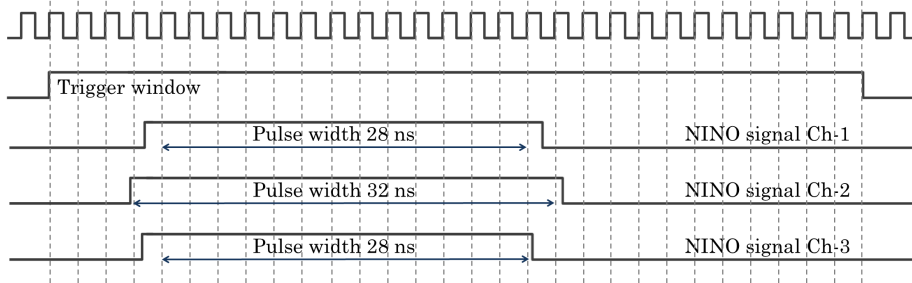 Trigger window
Pulse width 28 ns NINO signal Ch-1
Pulse width 32 ns NINO signal Ch-2
Pulse width 28 ns NINO signal Ch-3